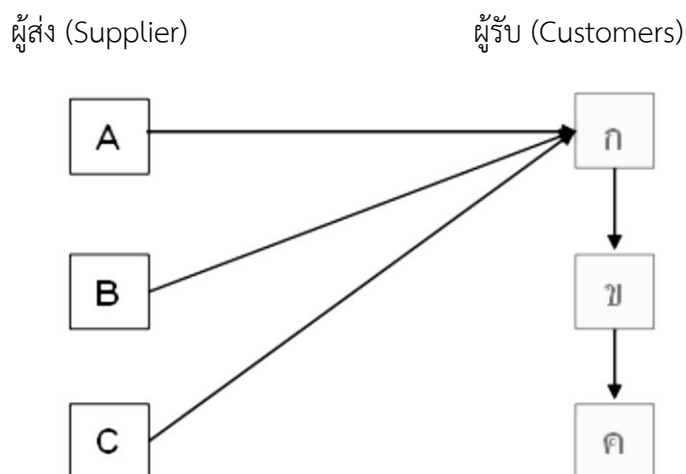 ผู้ส่ง (Supplier) ผู้รับ (Customers)
A ก
B ข
C ค